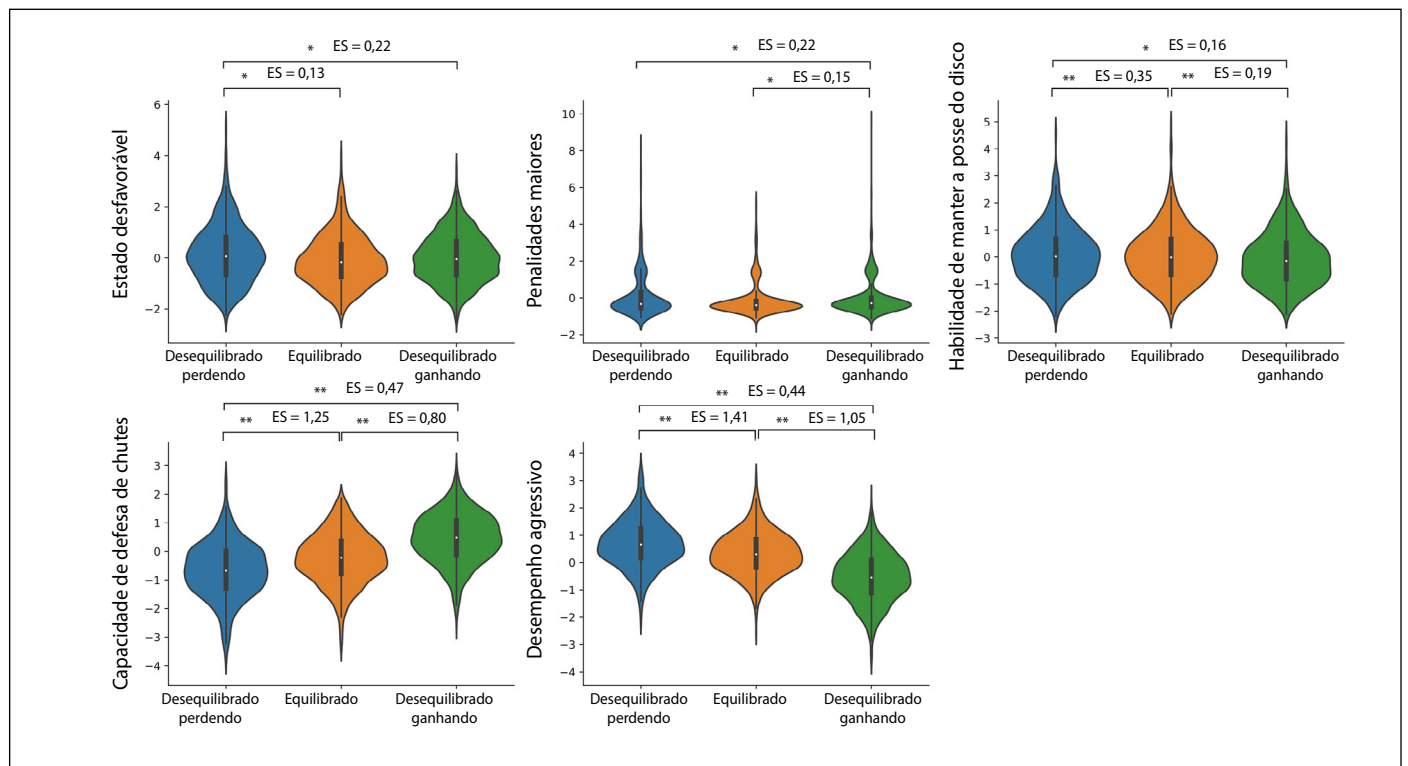 * ES = 0,22
* ES = 0,13
Estado desfavorável
6
4
2
0
−2
Desequilibrado
perdendo
Equilibrado
Desequilibrado
ganhando
* ES = 0,22
* ES = 0,15
Penalidades maiores
10
8
6
4
2
0
−2
Desequilibrado
perdendo
Equilibrado
Desequilibrado
ganhando
* ES = 0,16
** ES = 0,35 ** ES = 0,19
Habilidade de manter a posse do disco
5
4
3
2
1
0
−1
−2
−3
Desequilibrado
perdendo
Equilibrado
Desequilibrado
ganhando
** ES = 0,47
** ES = 1,25 ** ES = 0,80
Capacidade de defesa de chutes
3
2
1
0
−1
−2
−3
−4
Desequilibrado
perdendo
Equilibrado
Desequilibrado
ganhando
** ES = 0,44
** ES = 1,41 ** ES = 1,05
Desempenho agressivo
4
3
2
1
0
−1
−2
−3
−4
Desequilibrado
perdendo
Equilibrado
Desequilibrado
ganhando